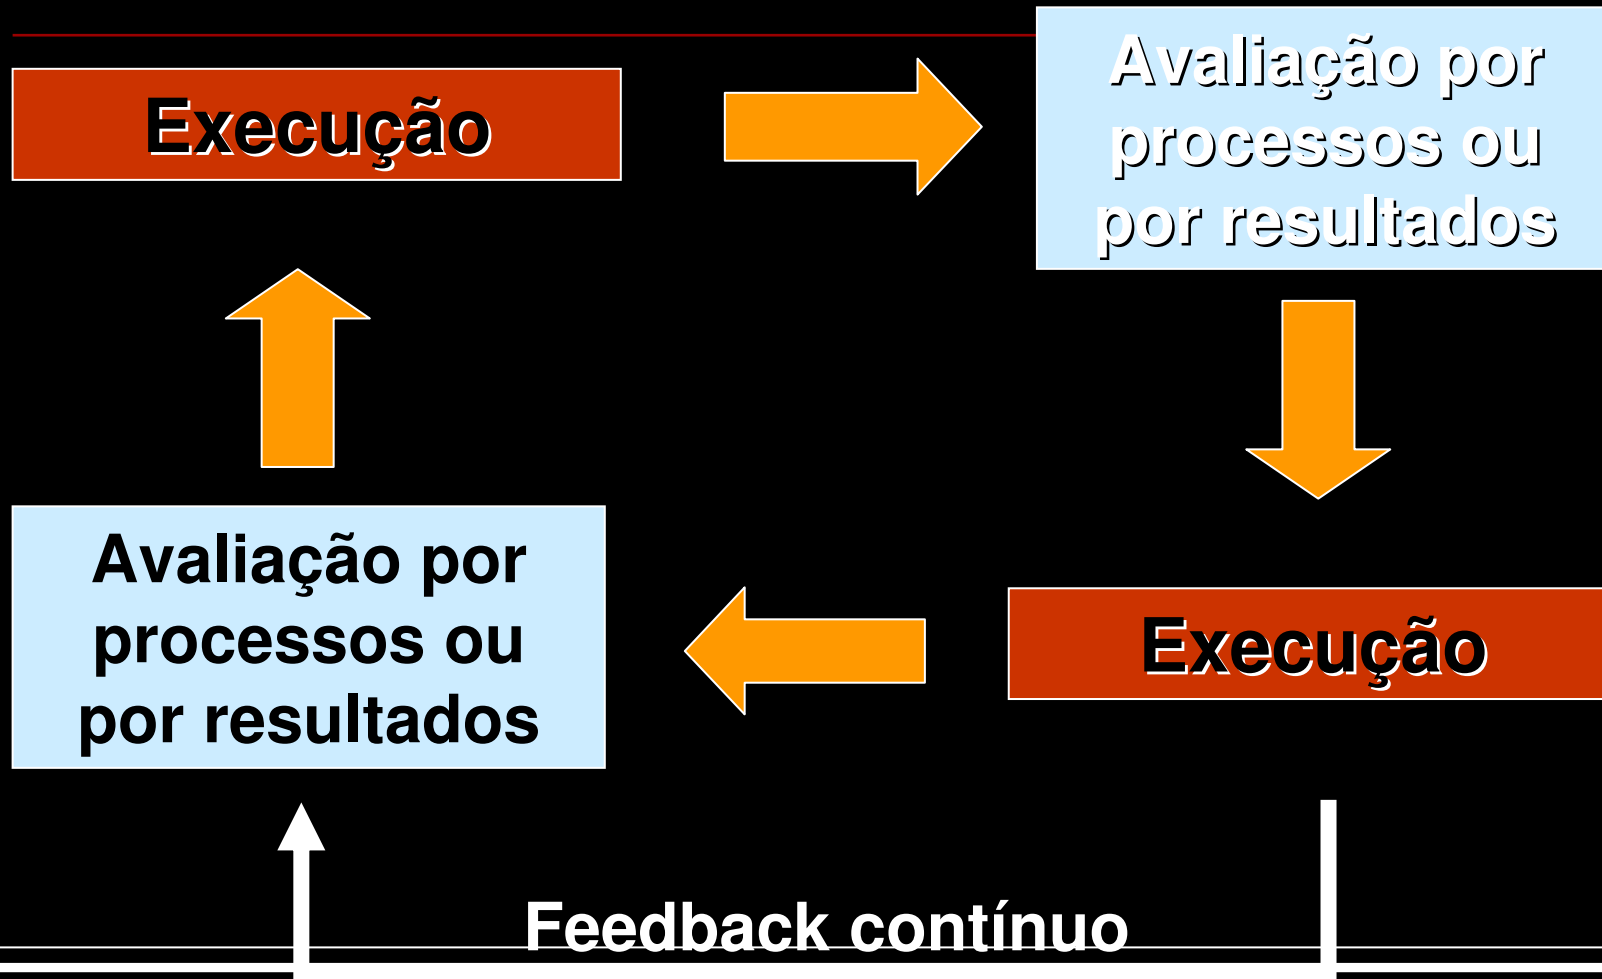 Execução
Avaliação por
processos ou
por resultados
Avaliação por
processos ou
por resultados
Execução
Feedback contínuo